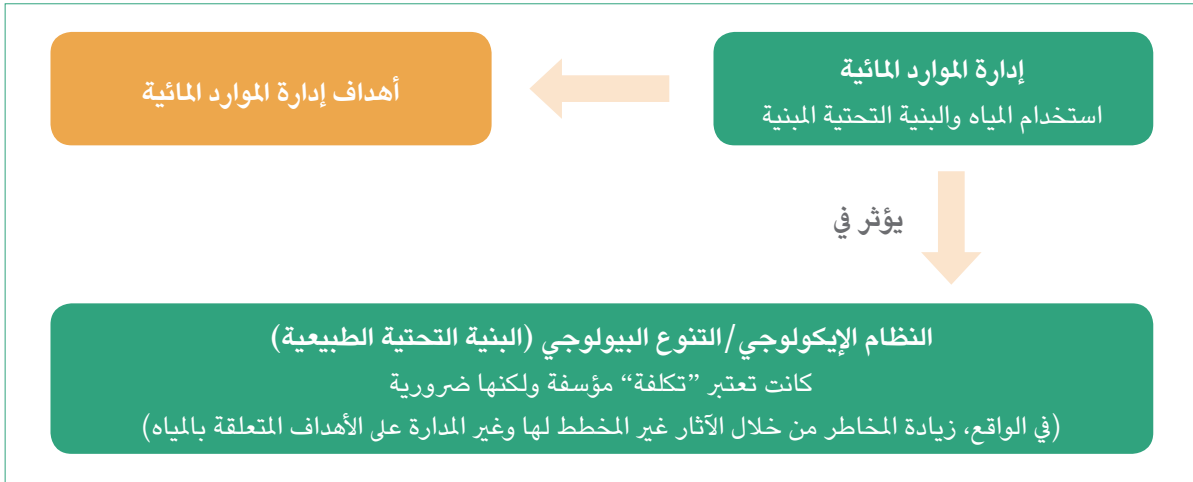 إدارة الموارد المائية
استخدام المياه والبنية التحتية المبنية
أهداف إدارة الموارد المائية
يؤثر في
النظام الإيكولوجي/التنوع البيولوجي (البنية التحتية الطبيعية)
كانت تعتبر ”تكلفة“ مؤسفة ولكنها ضرورية
(في الواقع، زيادة المخاطر من خلال الآثار غير المخطط لها وغير المدارة على الأهداف المتعلقة بالمياه)